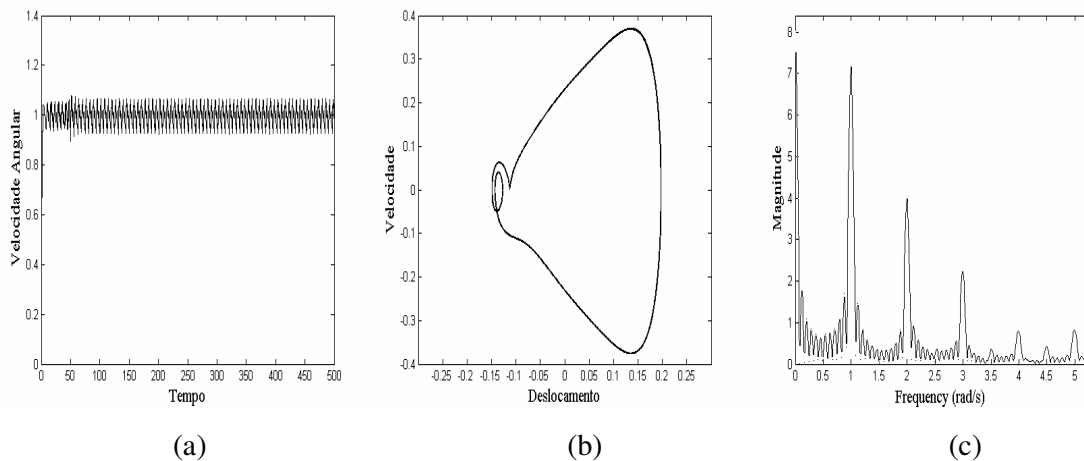 1.4
1.2
1
0.8
0.6
0.4
0.2
0
Velocidade Angular
0 50 100 150 200 250 300 350 400 450 500
Tempo
(a)
0.4
0.3
0.2
0.1
0
-0.1
-0.2
-0.3
-0.4
Velocidade
-0.25 -0.2 -0.15 -0.1 -0.05 0 0.05 0.1 0.15 0.2 0.25
Deslocamento
(b)
8
7
6
5
4
3
2
1
0
Magnitude
0 0.5 1 1.5 2 2.5 3 3.5 4 4.5 5
Frequency (rad/s)
(c)